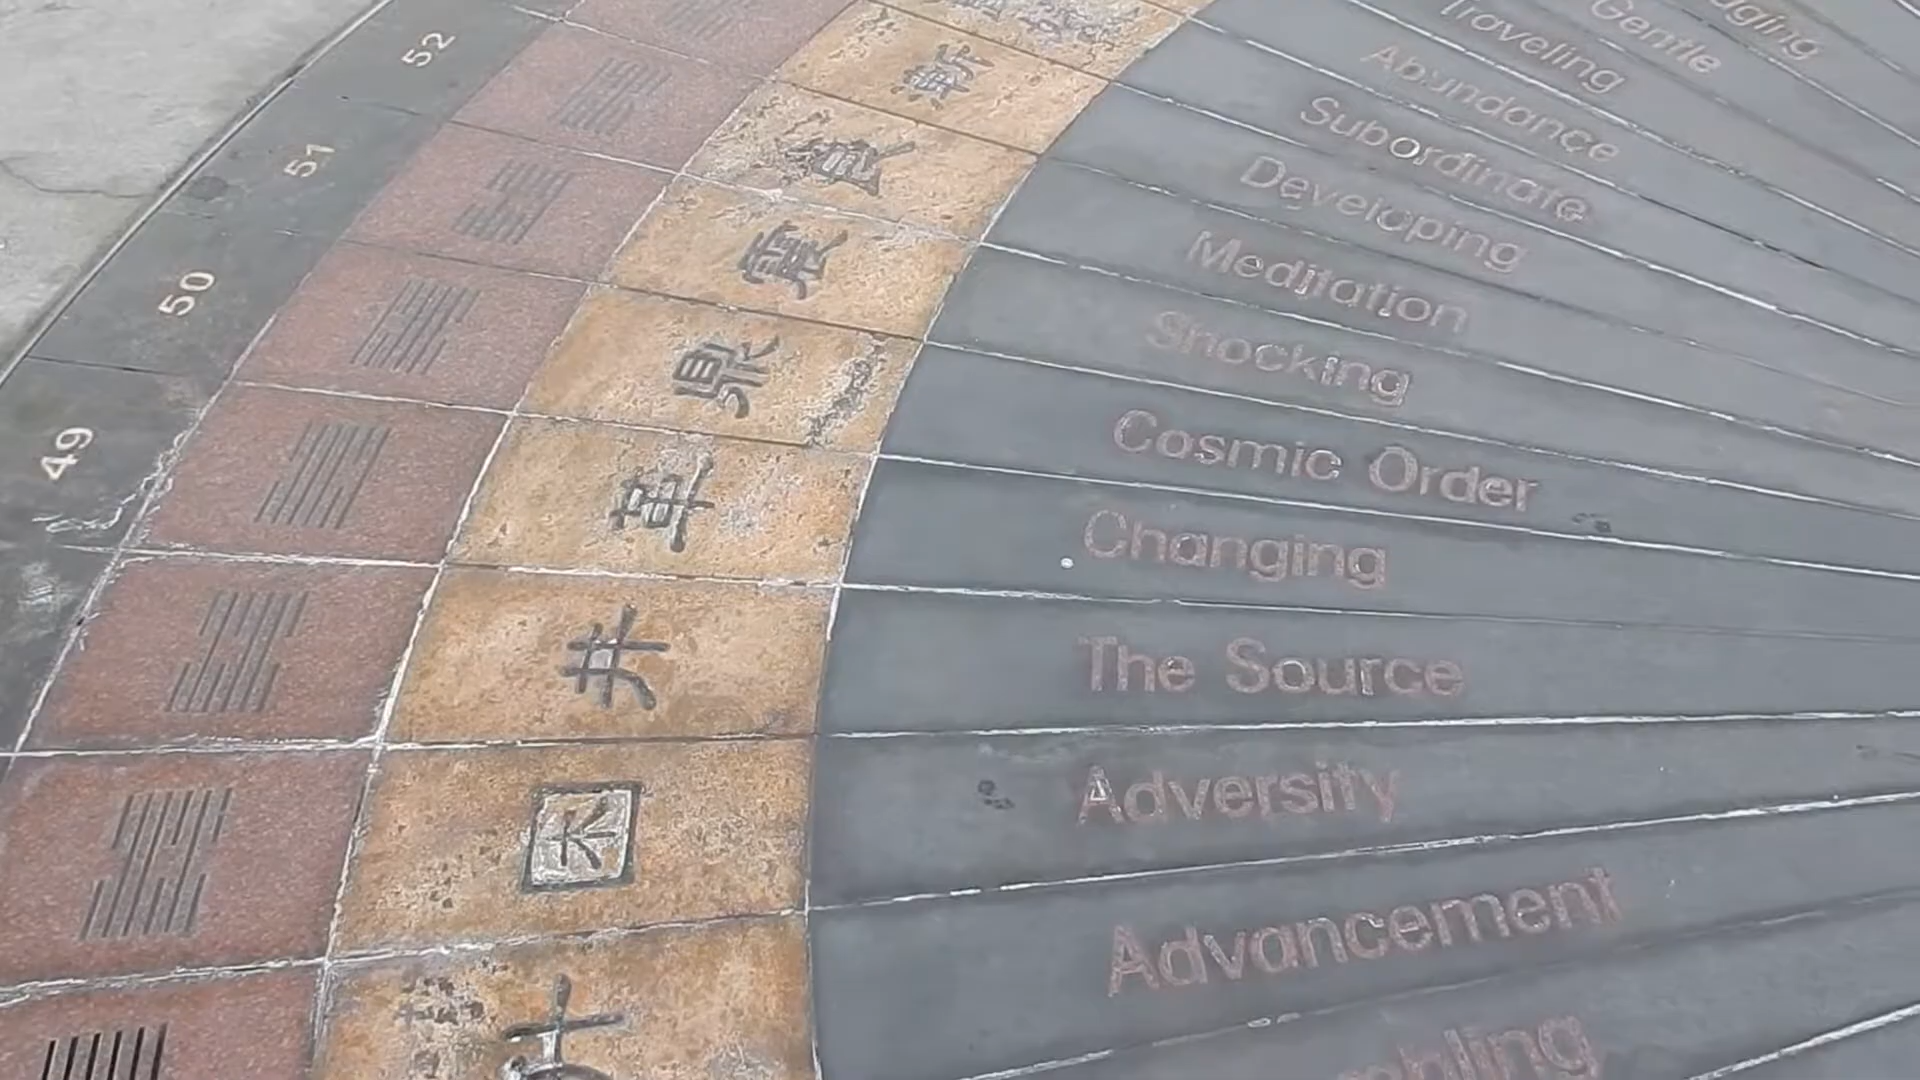 Gentle
Traveling
Abundance
52 漸 Subordinate
51 艮 Developing
50 震 Meditation
鼎 Shocking
49 革 Cosmic Order
Changing
井 The Source
困 Adversity
Advancement